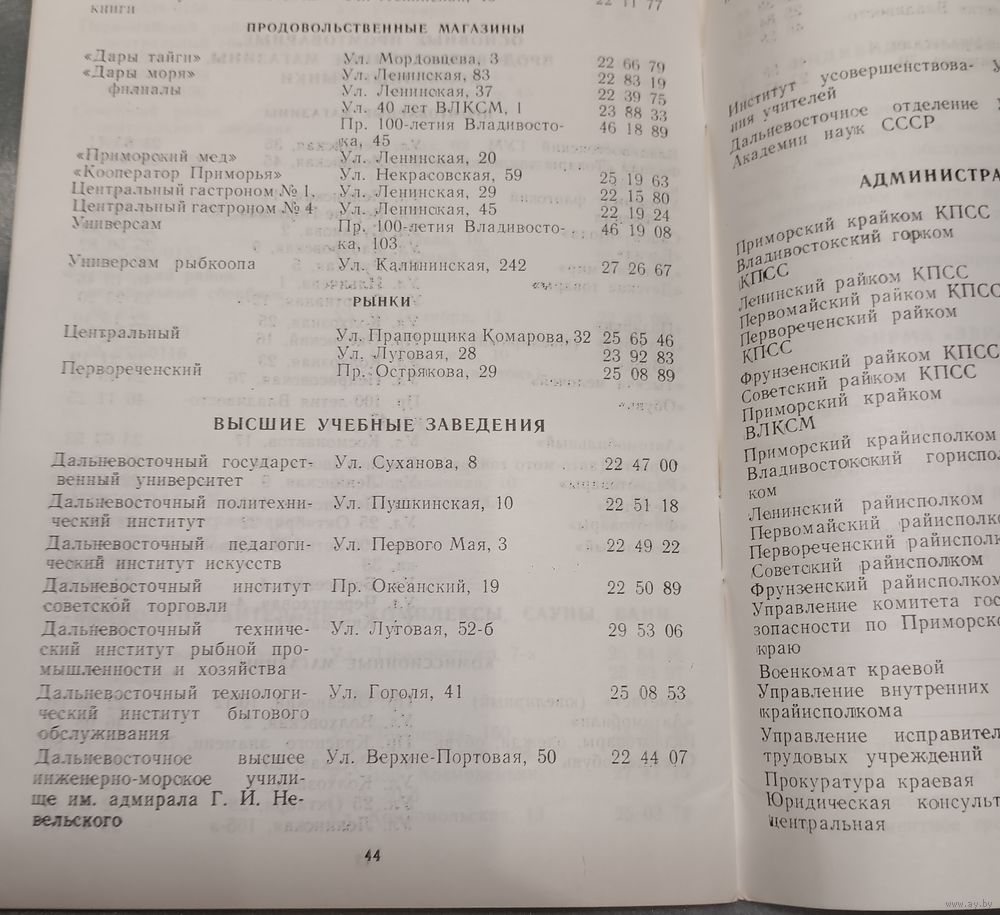 книги 22 11 77
ПРОДОВОЛЬСТВЕННЫЕ МАГАЗИНЫ
«Дары тайги» Ул. Мордовцева, 3 22 66 79
«Дары моря» Ул. Ленинская, 83 22 83 19
филиалы Ул. Ленинская, 37 22 39 75
Ул. 40 лет ВЛКСМ, 1 23 88 33
Пр. 100-летия Владивосто- 46 18 89
ка, 45
«Приморский мед» Ул. Ленинская, 20
«Кооператор Приморья» Ул. Некрасовская, 59 25 19 63
Центральный гастроном № 1 Ул. Ленинская, 29 22 15 80
Центральный гастроном № 4 Ул. Ленинская, 45 22 19 24
Универсам Пр. 100-летия Владивосто- 46 19 08
ка, 103
Универсам рыбкоопа Ул. Калининская, 242 27 26 67
РЫНКИ
Центральный Ул. Прапорщика Комарова, 32 25 65 46
Ул. Луговая, 28 23 92 83
Первореченский Пр. Острякова, 29 25 08 89
ВЫСШИЕ УЧЕБНЫЕ ЗАВЕДЕНИЯ
Дальневосточный государст- Ул. Суханова, 8 22 47 00
венный университет
Дальневосточный политехни- Ул. Пушкинская, 10 22 51 18
ческий институт
Дальневосточный педагоги- Ул. Первого Мая, 3 22 49 22
ческий институт искусств
Дальневосточный институт Пр. Океанский, 19 22 50 89
советской торговли
Дальневосточный техниче- Ул. Луговая, 52-б 29 53 06
ский институт рыбной про-
мышленности и хозяйства
Дальневосточный технологи- Ул. Гоголя, 41 25 08 53
ческий институт бытового
обслуживания
Дальневосточное высшее Ул. Верхне-Портовая, 50 22 44 07
инженерно-морское учили-
ще им. адмирала Г. И. Не-
вельского
44
Институт усовершенствова-
ния учителей
Дальневосточное отделение
Академии наук СССР
АДМИНИСТРА
Приморский крайком КПСС
Владивостокский горком
КПСС
Ленинский райком КПСС
Первомайский райком КПСС
Первореченский райком
КПСС
Фрунзенский райком КПСС
Советский райком КПСС
Приморский крайком
ВЛКСМ
Приморский крайисполком
Владивостокский горисполком
ком
Ленинский райисполком
Первомайский райисполко
Первореченский райисполк
Советский райисполком
Фрунзенский райисполком
Управление комитета гос
зопасности по Приморско
краю
Военкомат краевой
Управление внутренних
крайисполкома
Управление исправител
трудовых учреждений
Прокуратура краевая
Юридическая консульт
центральная
www.ay.by